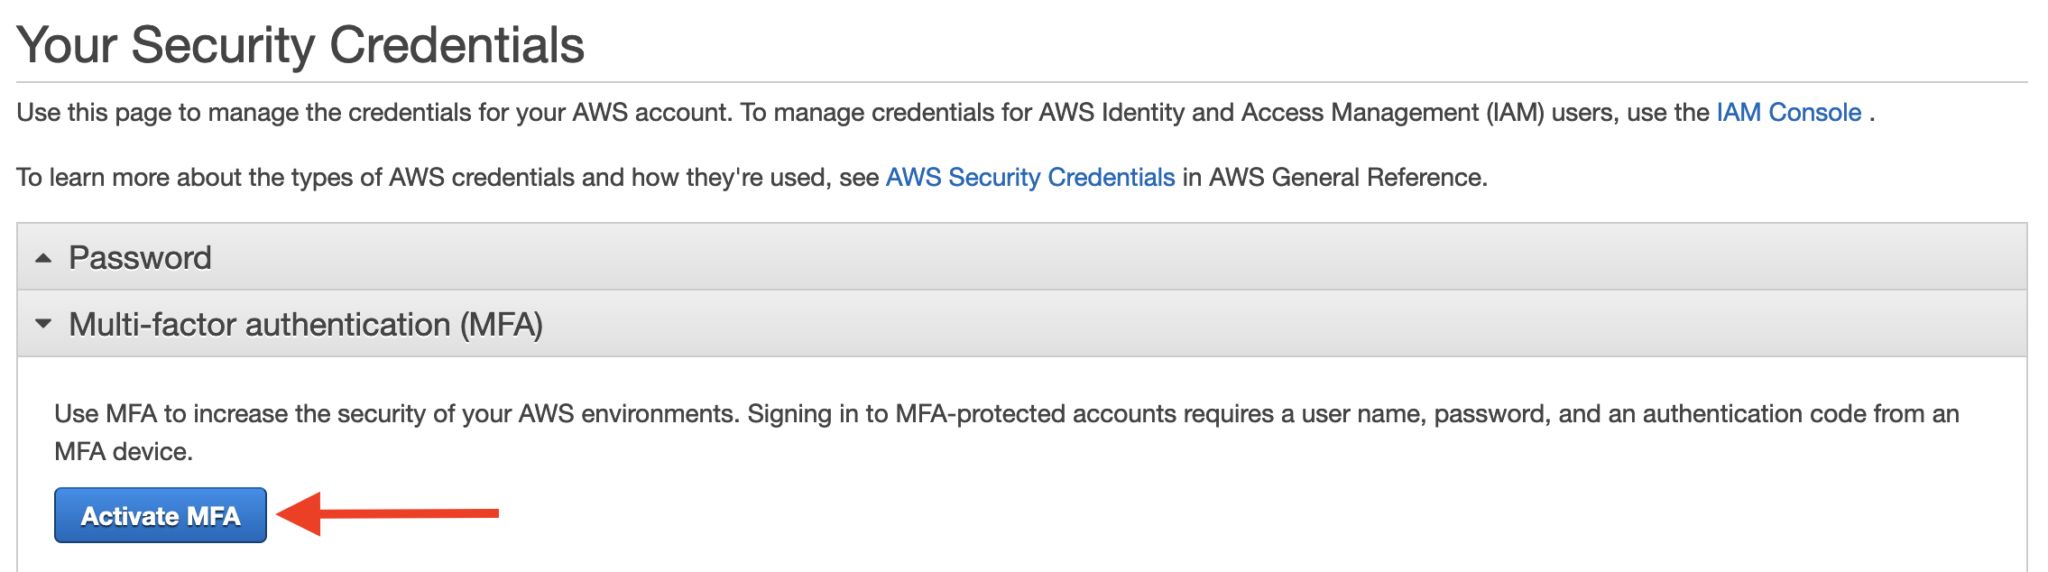 Your Security Credentials
Use this page to manage the credentials for your AWS account. To manage credentials for AWS Identity and Access Management (IAM) users, use the IAM Console .
To learn more about the types of AWS credentials and how they're used, see AWS Security Credentials in AWS General Reference.
Password
Multi-factor authentication (MFA)
Use MFA to increase the security of your AWS environments. Signing in to MFA-protected accounts requires a user name, password, and an authentication code from an
MFA device.
Activate MFA